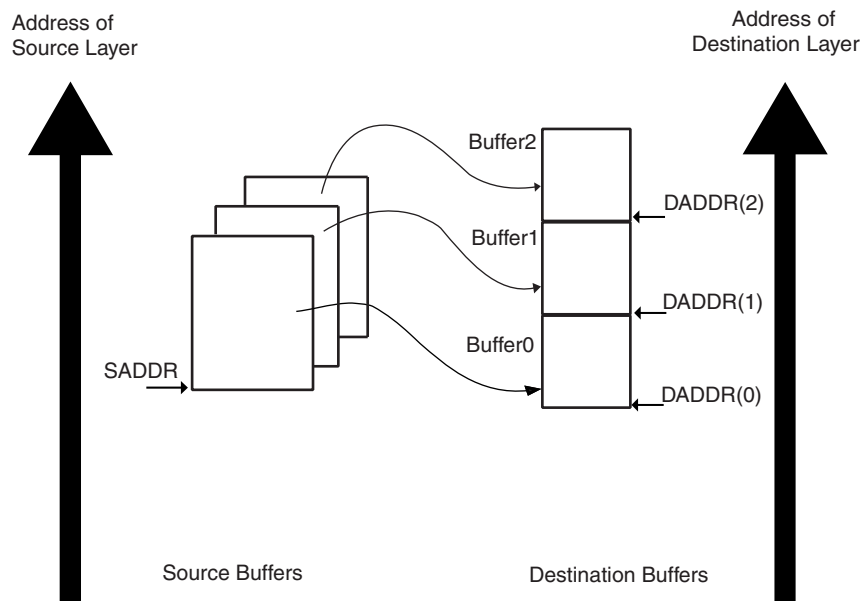 Address of
Source Layer
Address of
Destination Layer
Buffer2
DADDR(2)
Buffer1
DADDR(1)
Buffer0
SADDR
DADDR(0)
Source Buffers
Destination Buffers